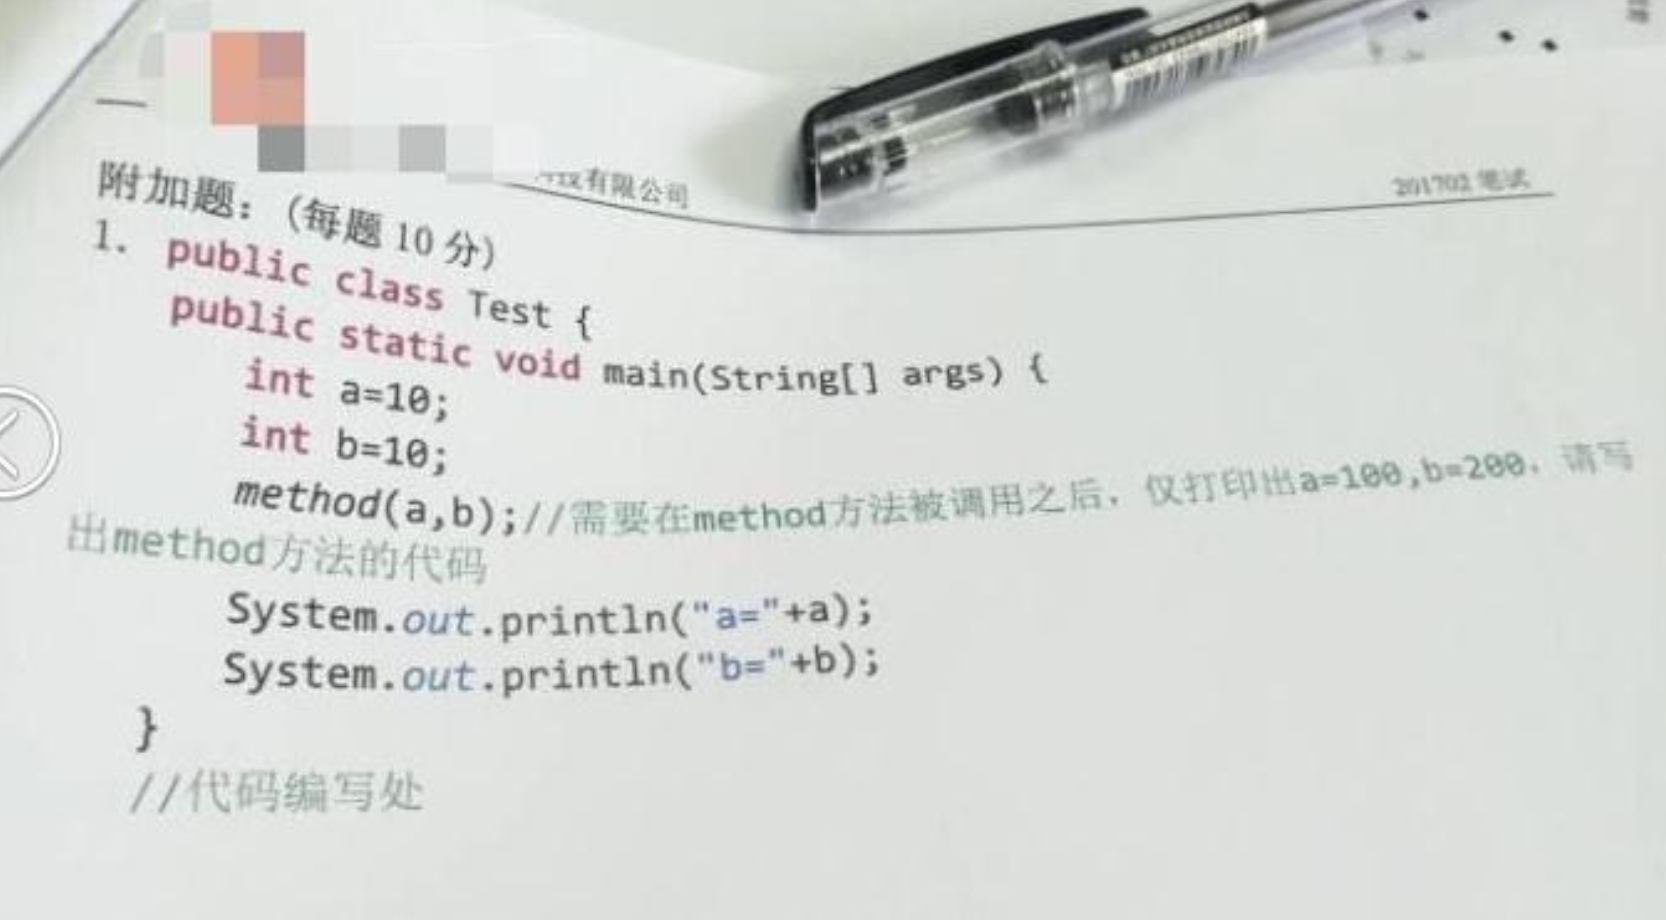 技有限公司
201702 笔试
附加题：（每题 10 分）
1. public class Test {
public static void main(String[] args) {
int a=10;
int b=10;
method(a,b);//需要在method方法被调用之后，仅打印出a=100,b=200，请写
出method方法的代码
System.out.println("a="+a);
System.out.println("b="+b);
}
//代码编写处